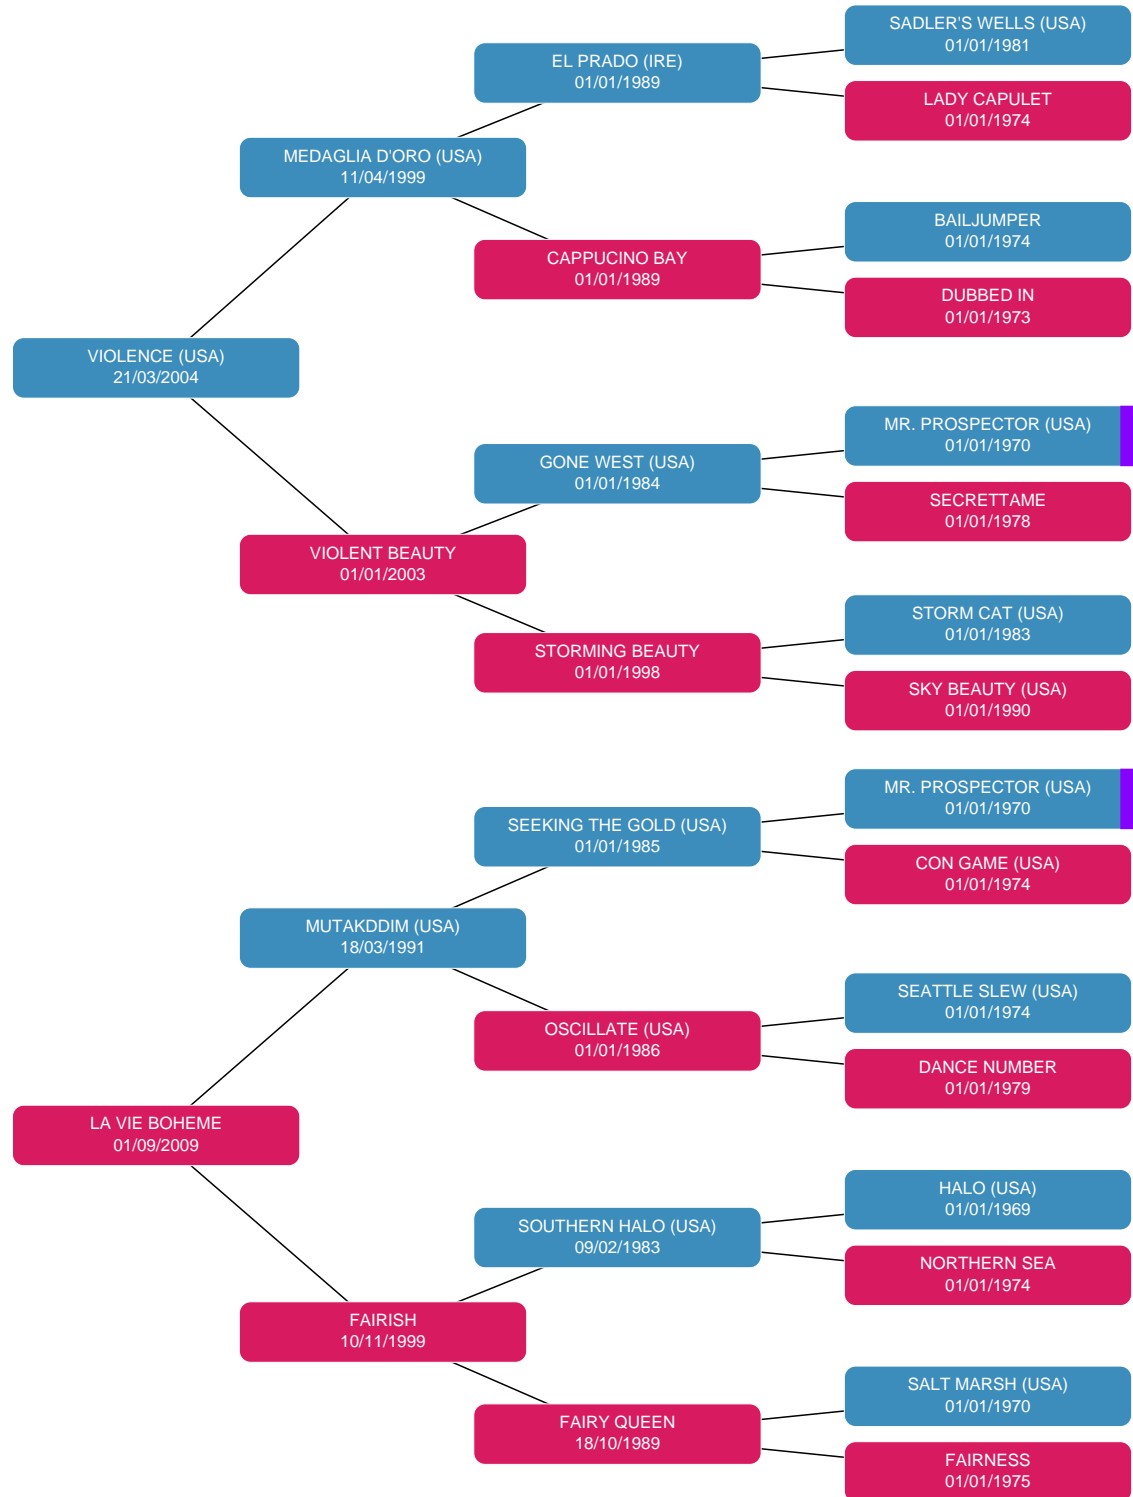 SADLER'S WELLS (USA)
01/01/1981
EL PRADO (IRE)
01/01/1989
LADY CAPULET
01/01/1974
MEDAGLIA D'ORO (USA)
11/04/1999
BAILJUMPER
01/01/1974
CAPPUCINO BAY
01/01/1989
DUBBED IN
01/01/1973
VIOLENCE (USA)
21/03/2004
MR. PROSPECTOR (USA)
01/01/1970
GONE WEST (USA)
01/01/1984
SECRETTAME
01/01/1978
VIOLENT BEAUTY
01/01/2003
STORM CAT (USA)
01/01/1983
STORMING BEAUTY
01/01/1998
SKY BEAUTY (USA)
01/01/1990
MR. PROSPECTOR (USA)
01/01/1970
SEEKING THE GOLD (USA)
01/01/1985
CON GAME (USA)
01/01/1974
MUTAKDDIM (USA)
18/03/1991
SEATTLE SLEW (USA)
01/01/1974
OSCILLATE (USA)
01/01/1986
DANCE NUMBER
01/01/1979
LA VIE BOHEME
01/09/2009
HALO (USA)
01/01/1969
SOUTHERN HALO (USA)
09/02/1983
NORTHERN SEA
01/01/1974
FAIRISH
10/11/1999
SALT MARSH (USA)
01/01/1970
FAIRY QUEEN
18/10/1989
FAIRNESS
01/01/1975